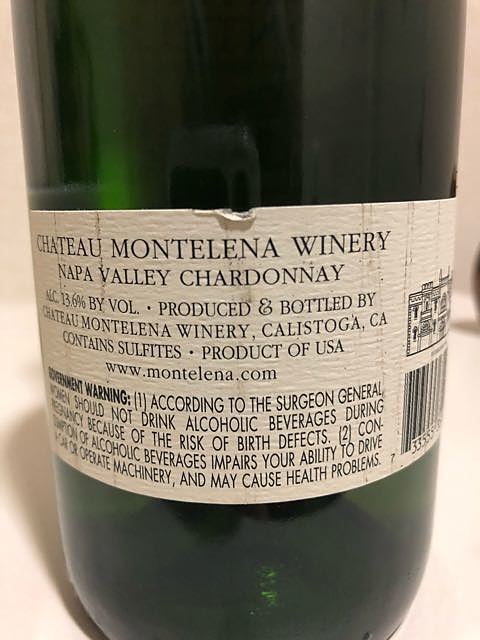 CHATEAU MONTELENA WINERY
NAPA VALLEY CHARDONNAY
ALC. 13.6% BY VOL. • PRODUCED & BOTTLED BY
CHATEAU MONTELENA WINERY, CALISTOGA, CA
CONTAINS SULFITES • PRODUCT OF USA
www.montelena.com
GOVERNMENT WARNING: (1) ACCORDING TO THE SURGEON GENERAL,
WOMEN SHOULD NOT DRINK ALCOHOLIC BEVERAGES DURING
PREGNANCY BECAUSE OF THE RISK OF BIRTH DEFECTS. (2) CON-
SUMPTION OF ALCOHOLIC BEVERAGES IMPAIRS YOUR ABILITY TO DRIVE
A CAR OR OPERATE MACHINERY, AND MAY CAUSE HEALTH PROBLEMS.